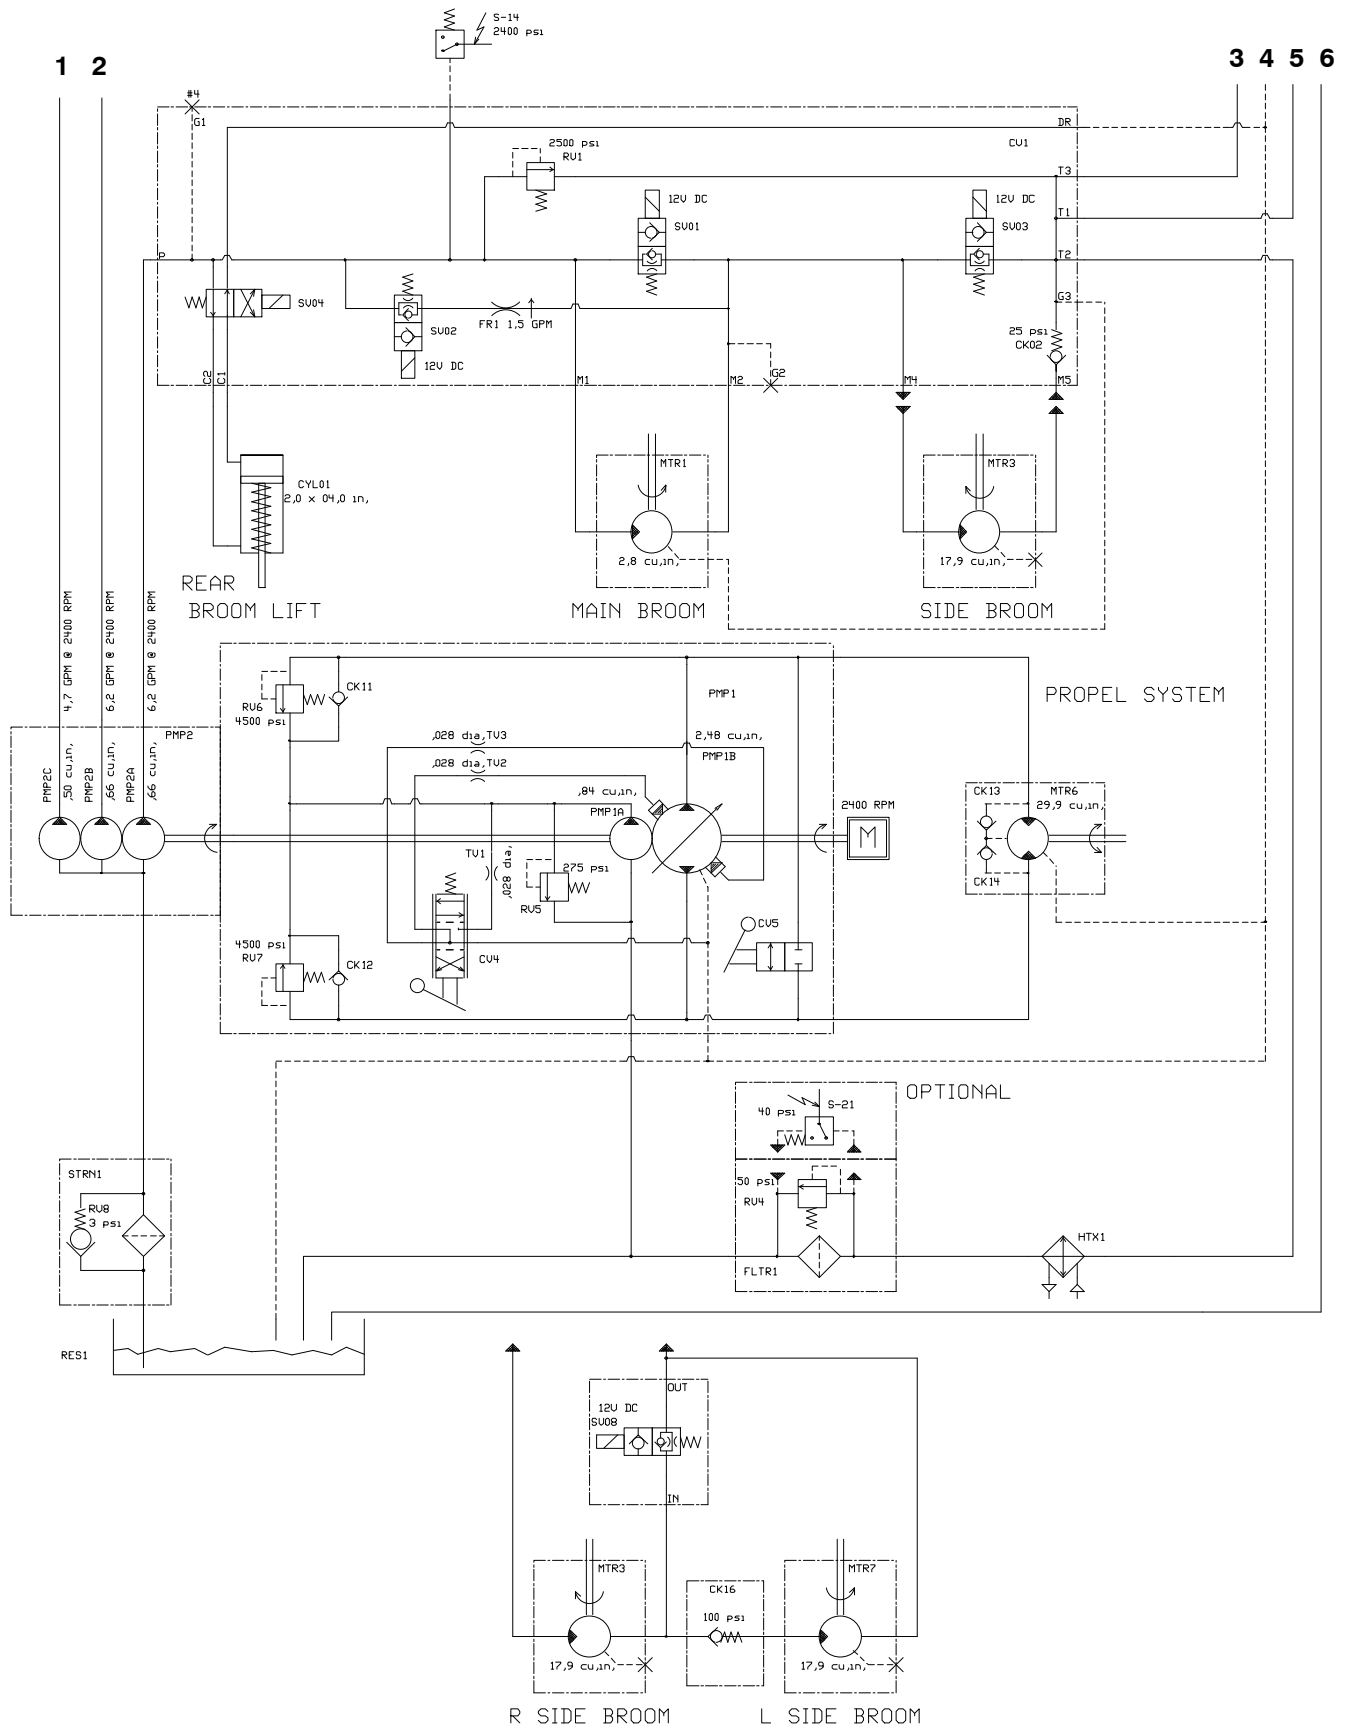 S-14
2400 psi
1 2
3 4 5 6
#4
G1
DR
CV1
2500 psi
RV1
T3
12V DC
SV01
12V DC
SV03
T1
P
T2
SV04
G3
FR1 1,5 GPM
SV02
25 psi
CK02
12V DC
C2
C1
M1
M2
G2
M4
M5
MTR1
MTR3
CYL01
2,0 x 04,0 in,
2,8 cu,in,
17,9 cu,in,
REAR
BROOM LIFT
MAIN BROOM
SIDE BROOM
4,7 GPM @ 2400 RPM
6,2 GPM @ 2400 RPM
6,2 GPM @ 2400 RPM
CK11
PMP1
PROPEL SYSTEM
RV6
4500 psi
PMP2
,028 dia,TV3
2,48 cu,in,
PMP1B
,028 dia,TV2
PMP2C
,50 cu,in,
PMP2B
,66 cu,in,
PMP2A
,66 cu,in,
,84 cu,in,
PMP1A
2400 RPM
M
CK13
MTR6
29,9 cu,in,
TV1
,028 dia,
275 psi
RV5
CK14
CV5
4500 psi
RV7
CK12
CV4
OPTIONAL
S-21
40 psi
STRN1
50 psi
RV4
RV8
3 psi
HTX1
FLTR1
RES1
OUT
12V DC
SV08
IN
MTR3
MTR7
CK16
100 psi
17,9 cu,in,
17,9 cu,in,
R SIDE BROOM
L SIDE BROOM